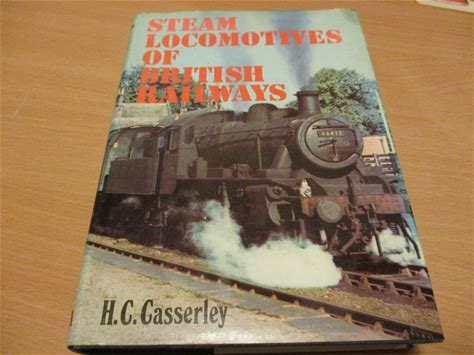 STEAM
LOCOMOTIVES
OF
BRITISH
RAILWAYS
H.C. Casserley